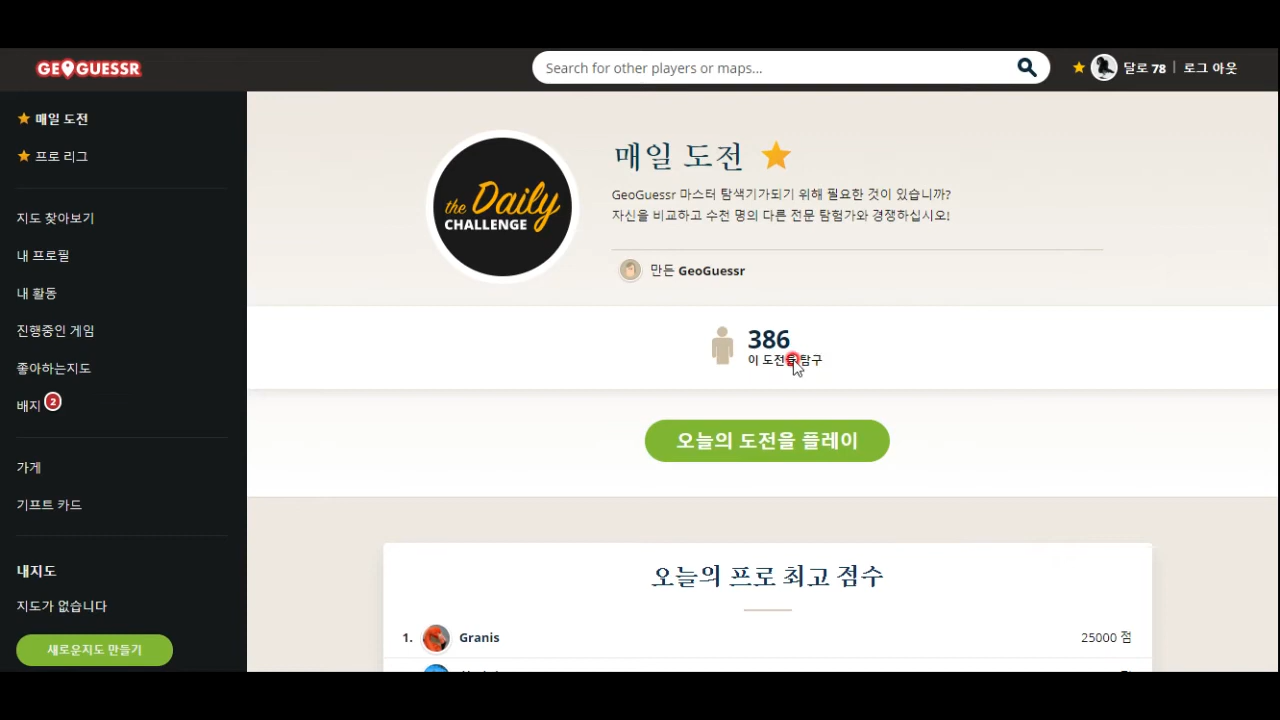 GEOGUESSR
Search for other players or maps...
달로 78 | 로그 아웃
매일 도전
프로 리그
지도 찾아보기
내 프로필
내 활동
진행중인 게임
좋아하는지도
배지 2
가게
기프트 카드
내지도
지도가 없습니다
새로운지도 만들기
the Daily
CHALLENGE
매일 도전
GeoGuessr 마스터 탐색기가되기 위해 필요한 것이 있습니까?
자신을 비교하고 수천 명의 다른 전문 탐험가와 경쟁하십시오!
만든 GeoGuessr
386
이 도전을 탐구
오늘의 도전을 플레이
오늘의 프로 최고 점수
1. Granis 25000 점